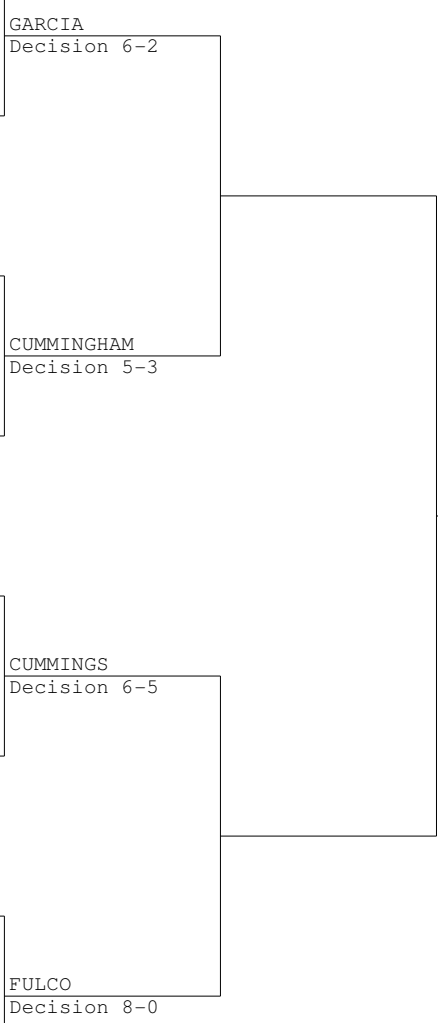 GARCIA
Decision 6-2
CUMMINGHAM
Decision 5-3
CUMMINGS
Decision 6-5
FULCO
Decision 8-0